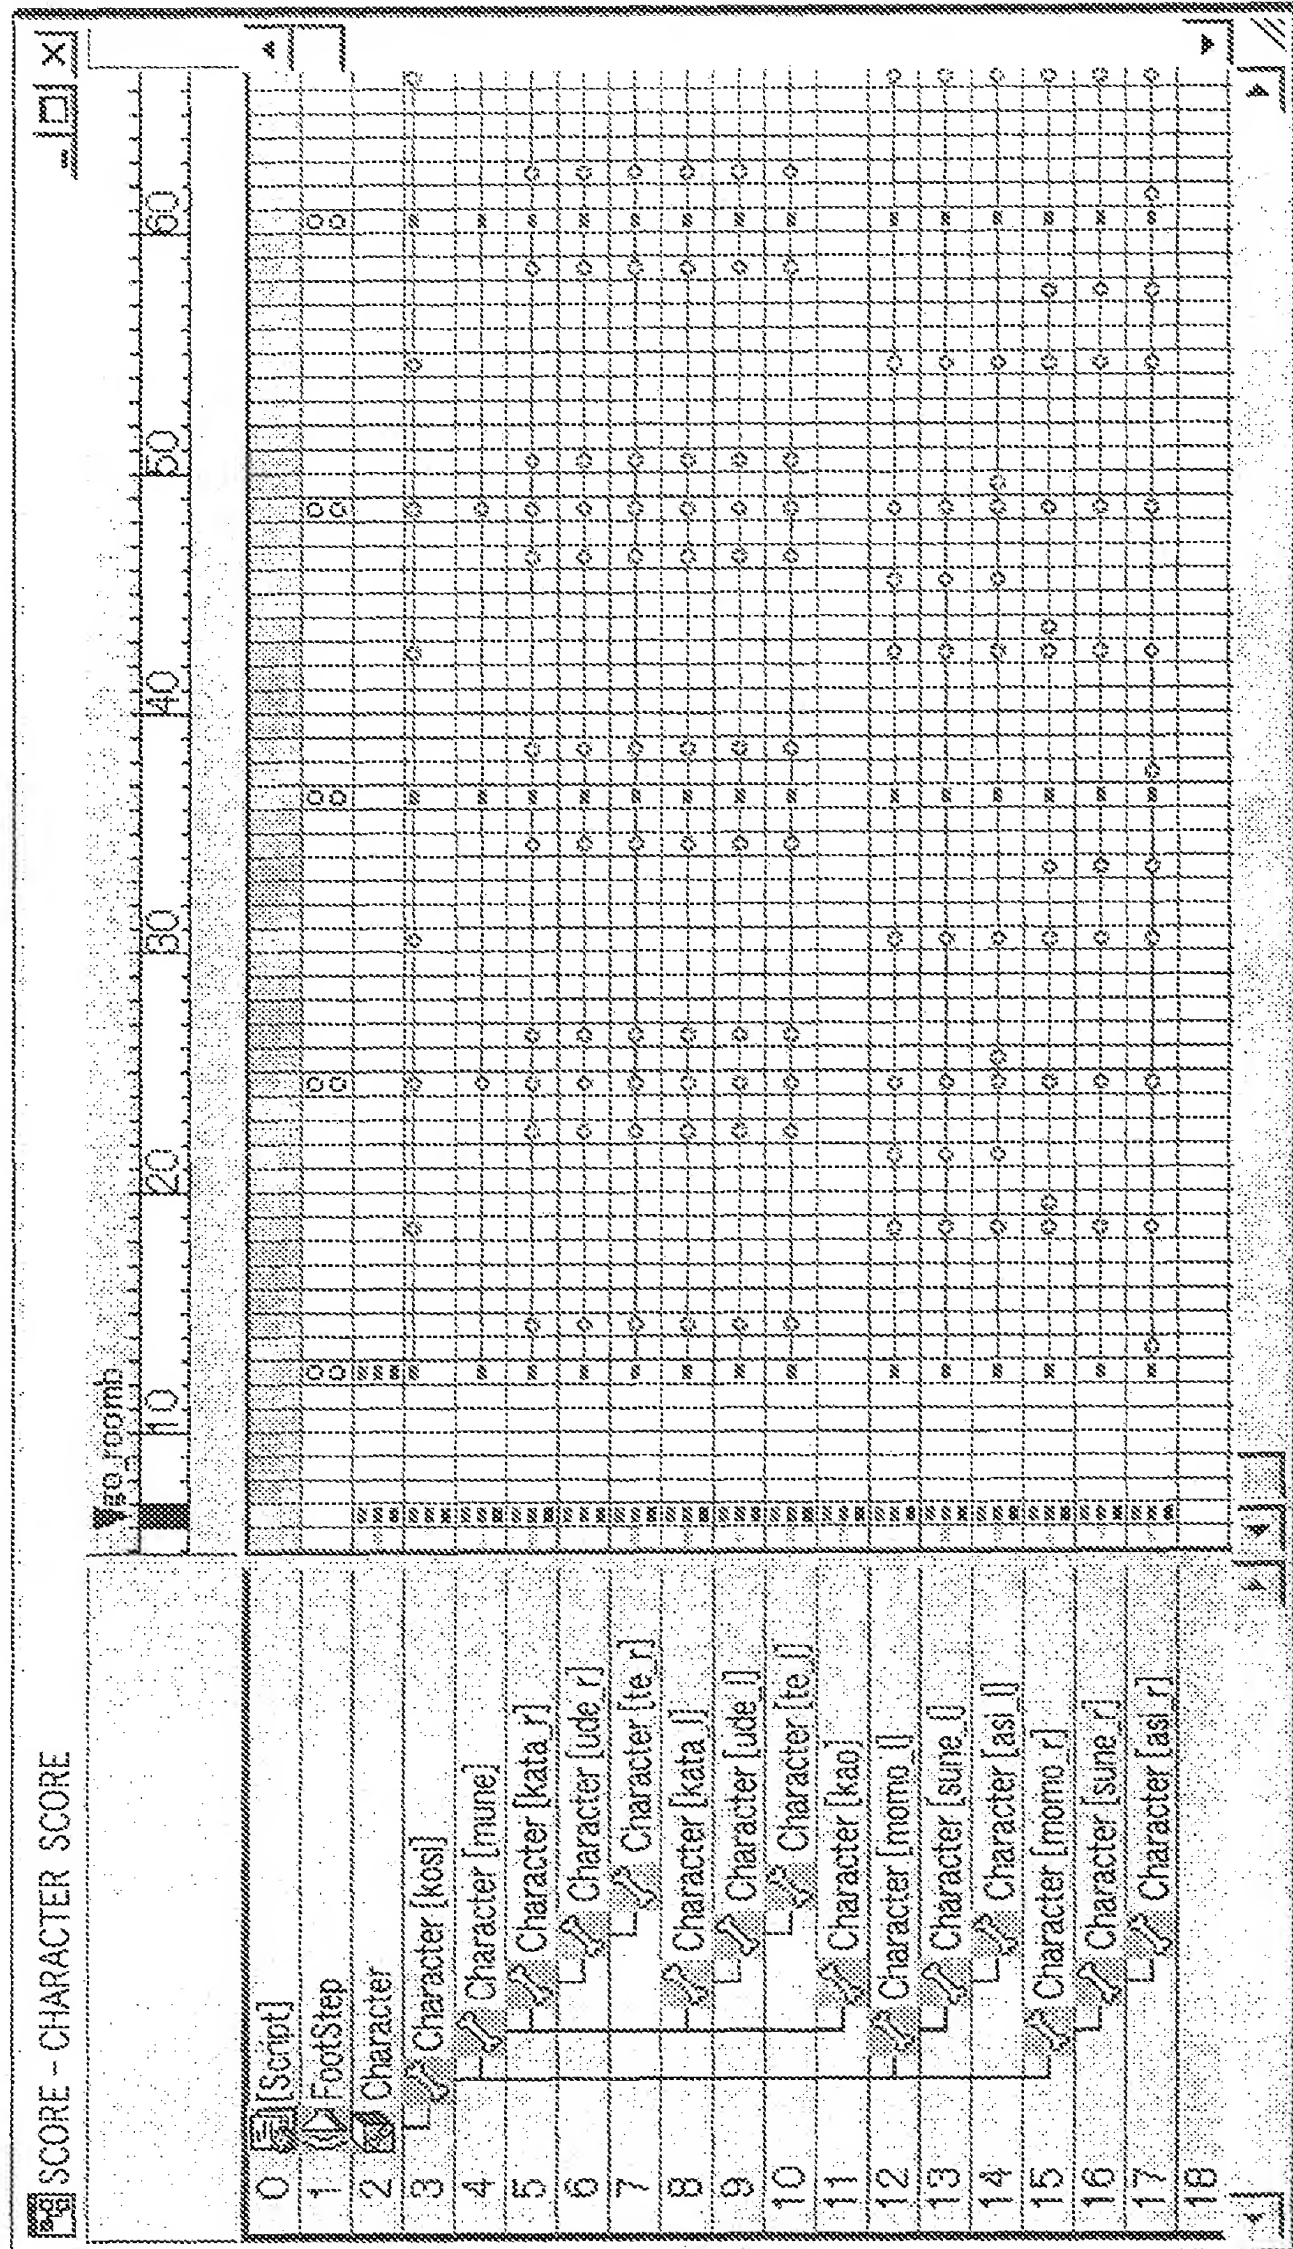 SCORE - CHARACTER SCORE
go roomb
10 20 30 40 50 60
0 [Script]
1 FootStep
2 Character
3 Character [kosi]
4 Character [mune]
5 Character [kata_r]
6 Character [ude_r]
7 Character [te_r]
8 Character [kata_l]
9 Character [ude_l]
10 Character [te_l]
11 Character [kao]
12 Character [momo_l]
13 Character [sune_l]
14 Character [asi_l]
15 Character [momo_r]
16 Character [sune_r]
17 Character [asi_r]
18